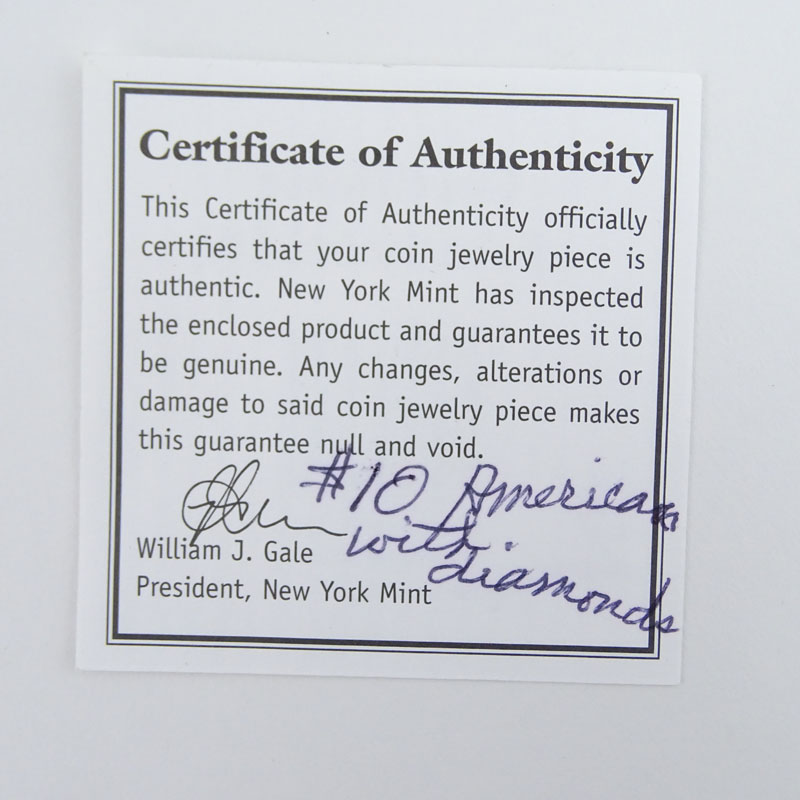 Certificate of Authenticity
This Certificate of Authenticity officially
certifies that your coin jewelry piece is
authentic. New York Mint has inspected
the enclosed product and guarantees it to
be genuine. Any changes, alterations or
damage to said coin jewelry piece makes
this guarantee null and void.
#10 American
with
diamonds
William J. Gale
President, New York Mint